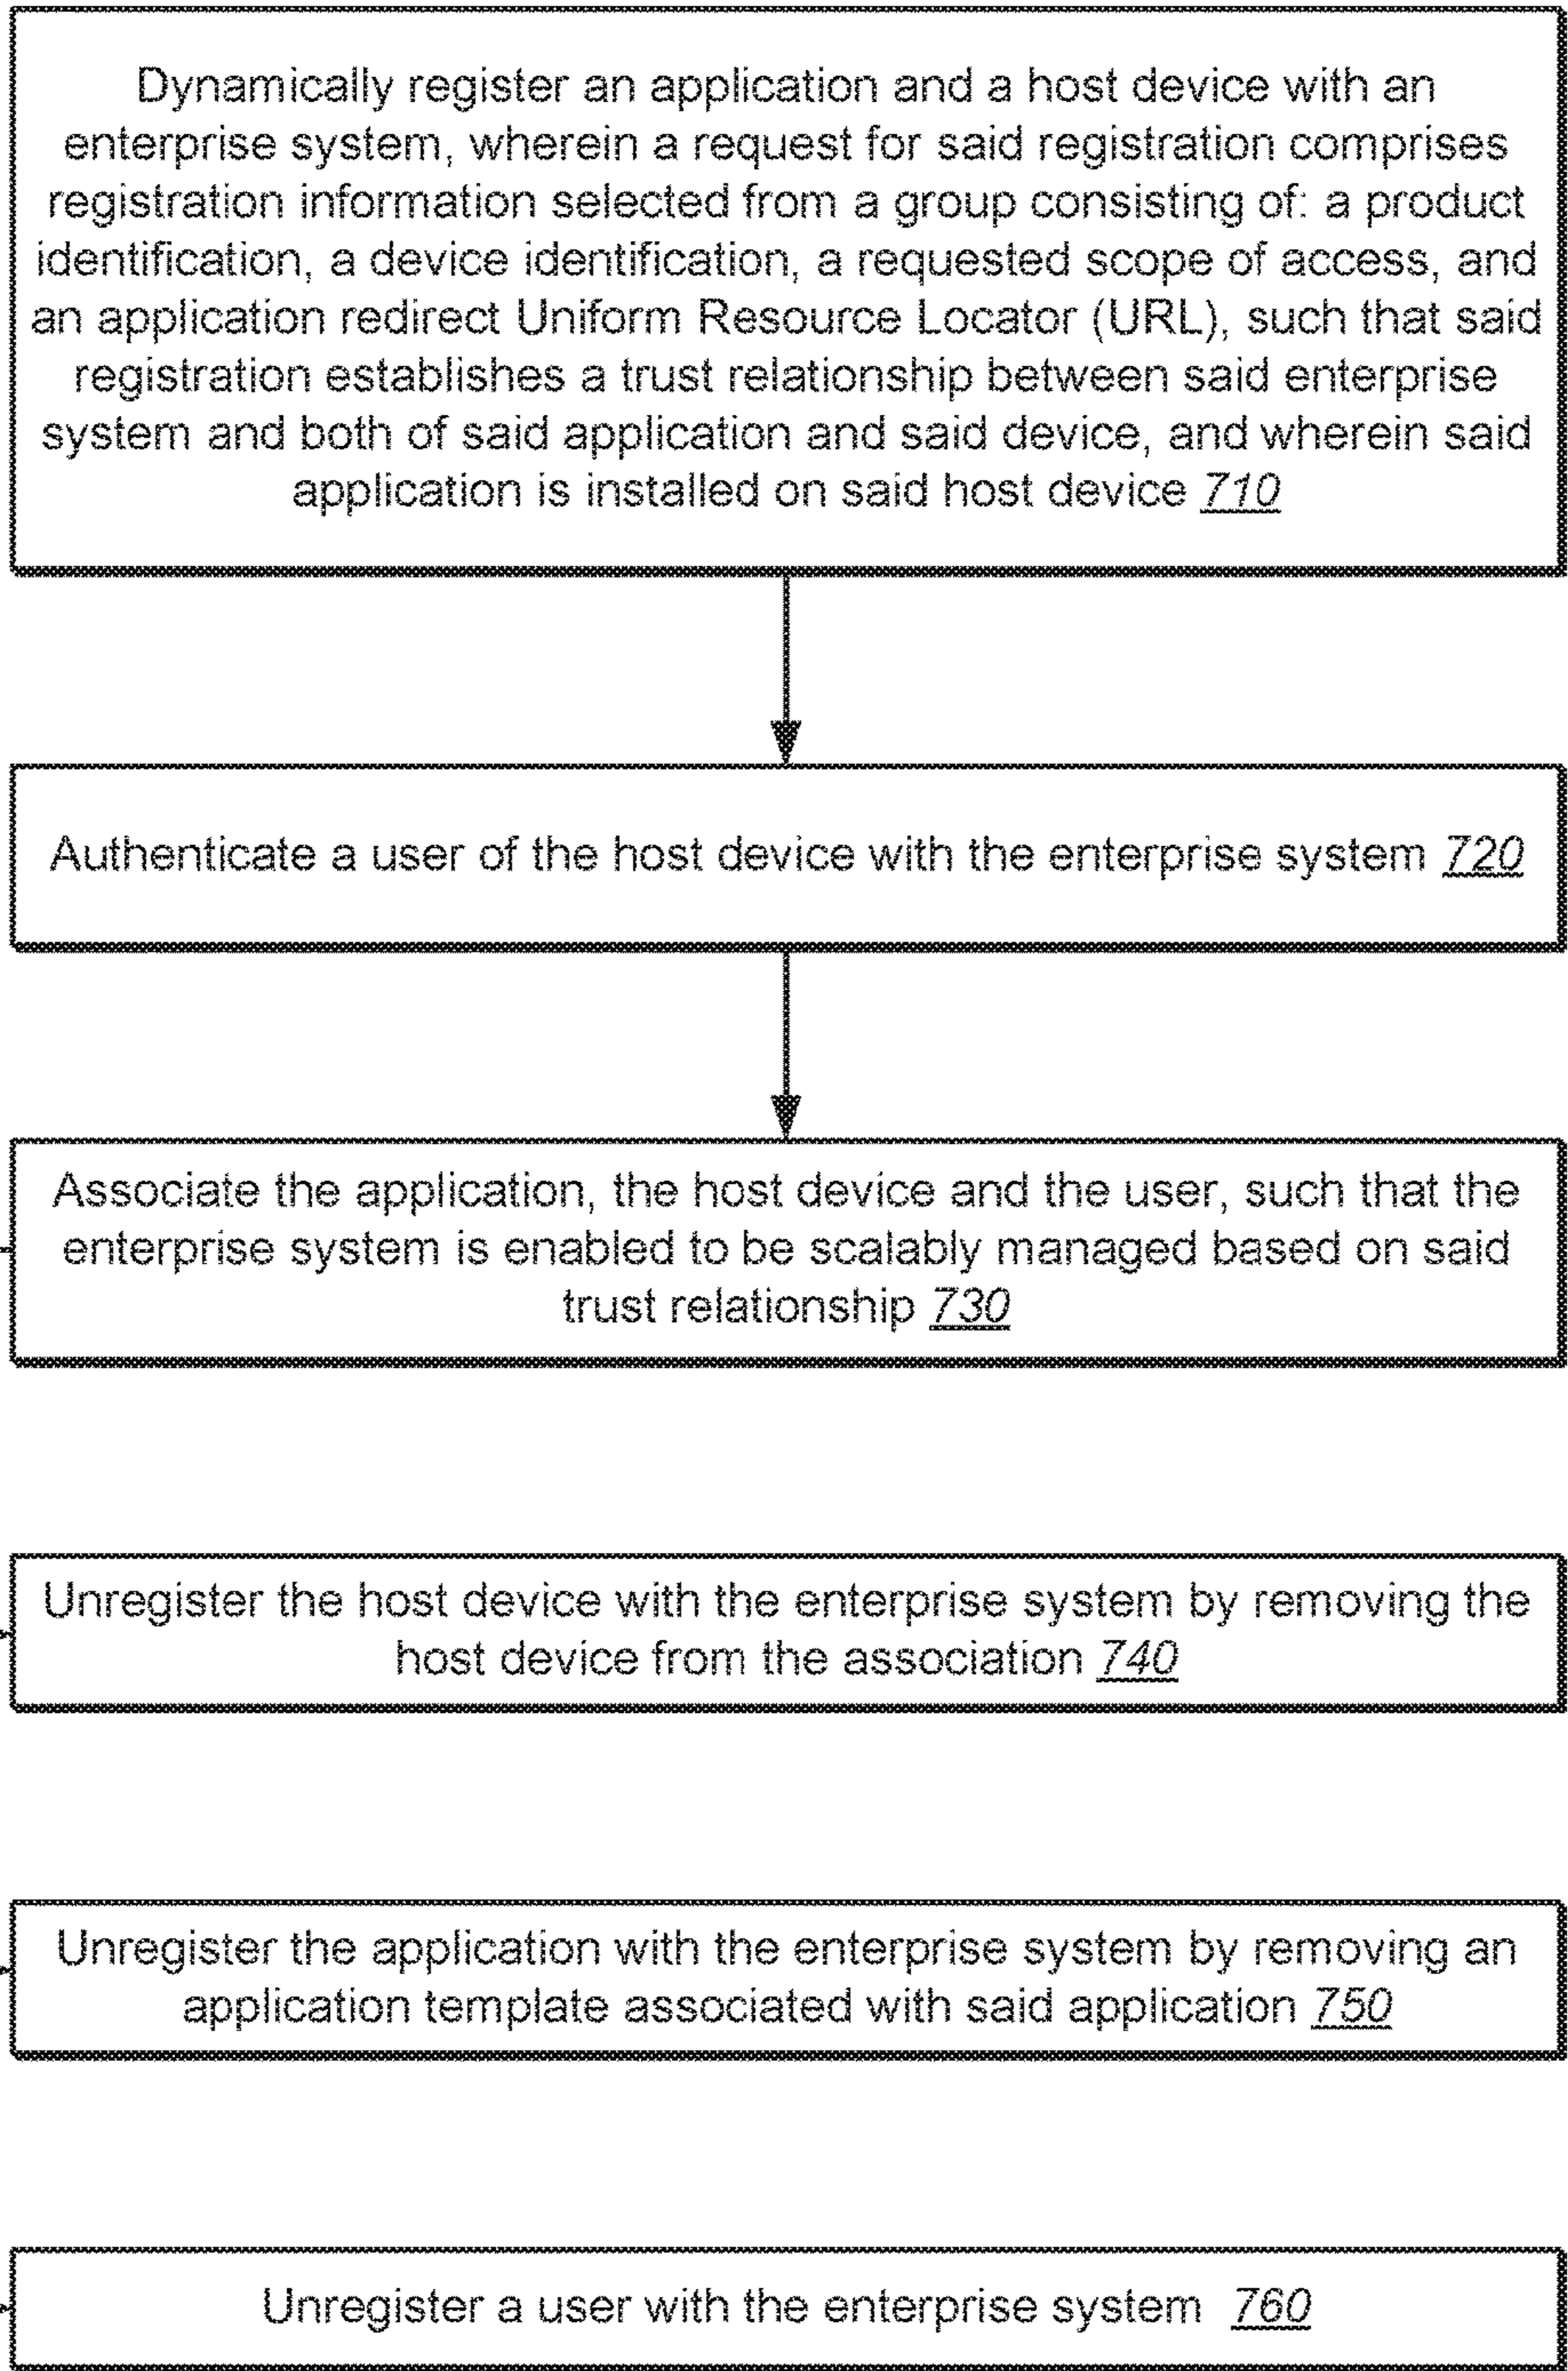 Dynamically register an application and a host device with an
enterprise system, wherein a request for said registration comprises
registration information selected from a group consisting of: a product
identification, a device identification, a requested scope of access, and
an application redirect Uniform Resource Locator (URL), such that said
registration establishes a trust relationship between said enterprise
system and both of said application and said device, and wherein said
application is installed on said host device 710
Authenticate a user of the host device with the enterprise system 720
Associate the application, the host device and the user, such that the
enterprise system is enabled to be scalably managed based on said
trust relationship 730
Unregister the host device with the enterprise system by removing the
host device from the association 740
Unregister the application with the enterprise system by removing an
application template associated with said application 750
Unregister a user with the enterprise system 760